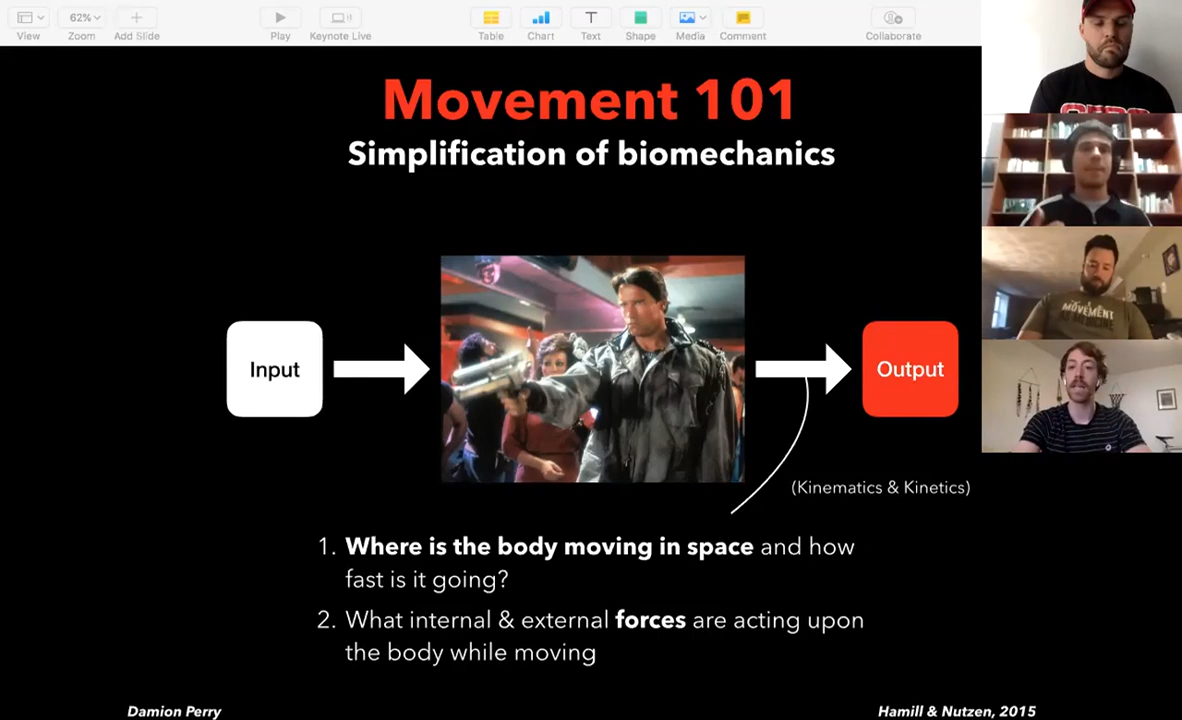 View
62%
Zoom
Add Slide
Play
Keynote Live
Table
Chart
Text
Shape
Media
Comment
Collaborate
Movement 101
Simplification of biomechanics
Input
Output
(Kinematics & Kinetics)
1. Where is the body moving in space and how
fast is it going?
2. What internal & external forces are acting upon
the body while moving
Damion Perry
Hamill & Nutzen, 2015
MOVEMENT